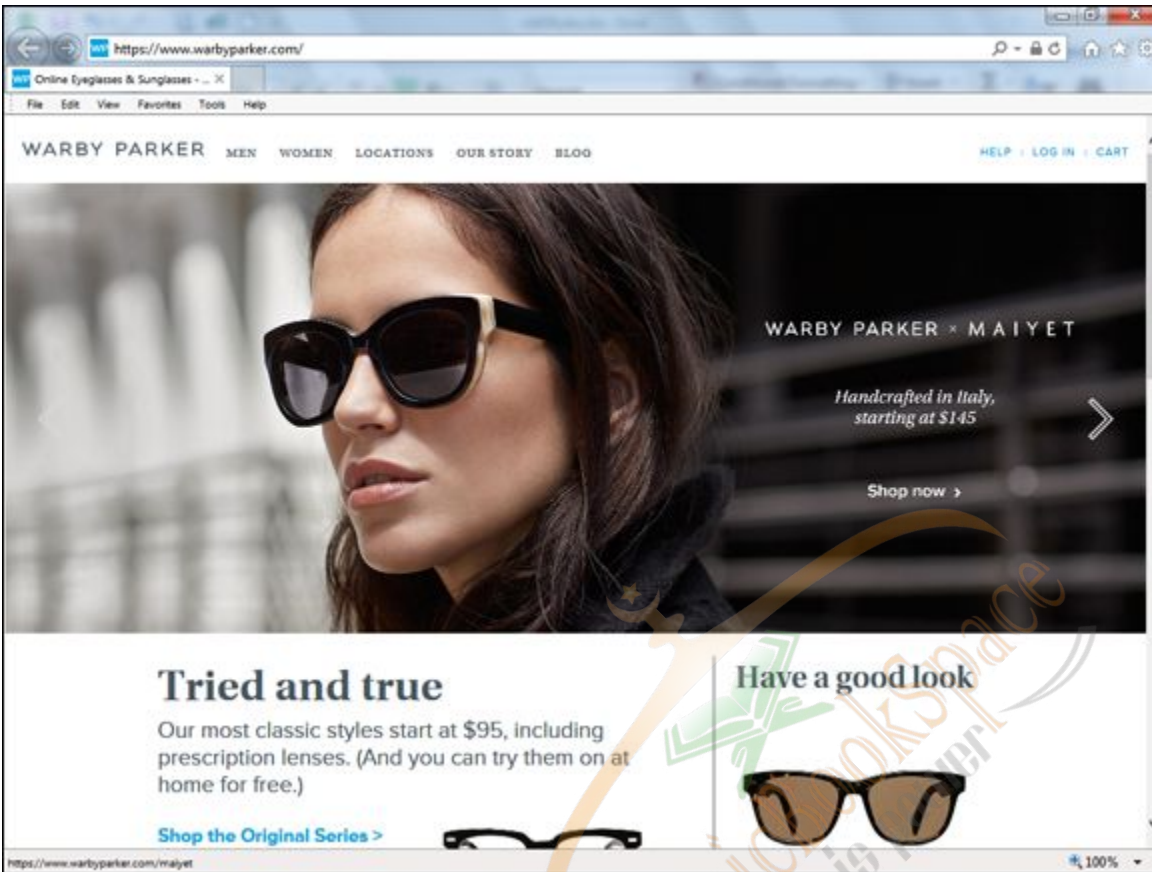 https://www.warbyparker.com/
WP Online Eyeglasses & Sunglasses - ...
File Edit View Favorites Tools Help
WARBY PARKER MEN WOMEN LOCATIONS OUR STORY BLOG
HELP LOG IN CART
WARBY PARKER × MAIYET
Handcrafted in Italy,
starting at $145
Shop now >
Tried and true
Our most classic styles start at $95, including
prescription lenses. (And you can try them on at
home for free.)
Shop the Original Series >
Have a good look
https://www.warbyparker.com/maiyet
100%